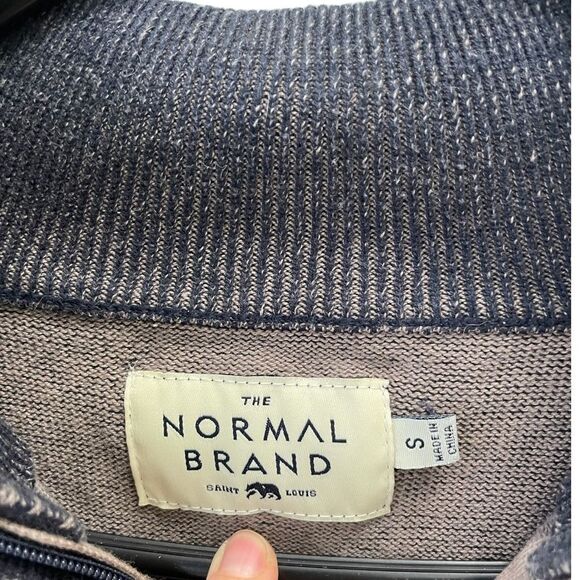 THE
NORMAL
BRAND
SAINT LOUIS
S
MADE IN
CHINA